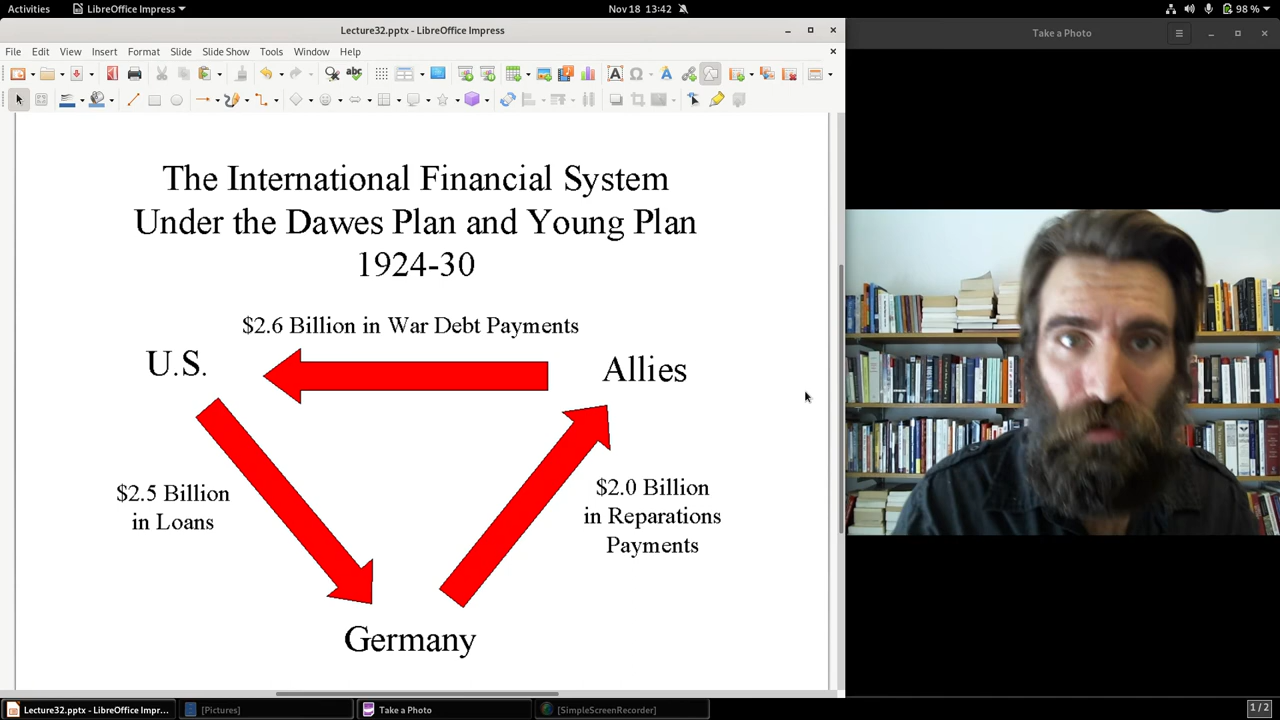 Activities
LibreOffice Impress
Nov 18 13:42
98 %
Lecture32.pptx - LibreOffice Impress
Take a Photo
File Edit View Insert Format Slide Slide Show Tools Window Help
The International Financial System
Under the Dawes Plan and Young Plan
1924-30
$2.6 Billion in War Debt Payments
U.S.
Allies
$2.5 Billion
in Loans
$2.0 Billion
in Reparations
Payments
Germany
Lecture32.pptx - LibreOffice Impr...
[Pictures]
Take a Photo
[SimpleScreenRecorder]
1 / 2